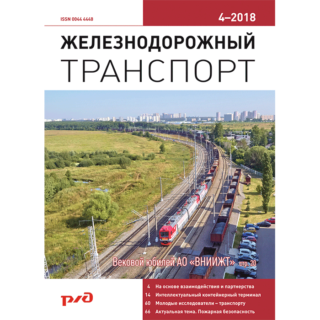 ISSN 0044 4448
4–2018
ЖЕЛЕЗНОДОРОЖНЫЙ
ТРАНСПОРТ
Вековой юбилей АО «ВНИИЖТ»
4 На основе взаимодействия и партнерства
14 Интеллектуальный контейнерный терминал
60 Молодые исследователи – транспорту
66 Актуальная тема. Пожарная безопасность
РЖД